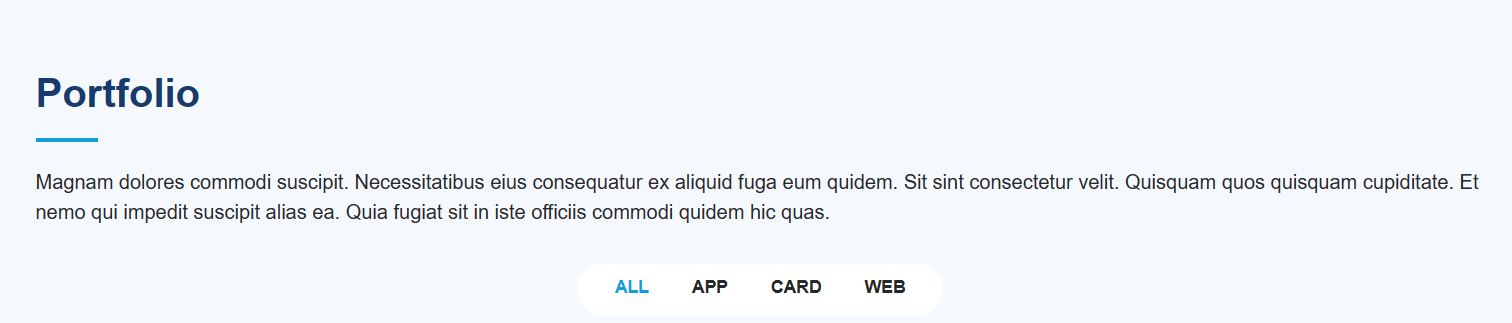 Portfolio
Magnam dolores commodi suscipit. Necessitatibus eius consequatur ex aliquid fuga eum quidem. Sit sint consectetur velit. Quisquam quos quisquam cupiditate. Et
nemo qui impedit suscipit alias ea. Quia fugiat sit in iste officiis commodi quidem hic quas.
ALL APP CARD WEB